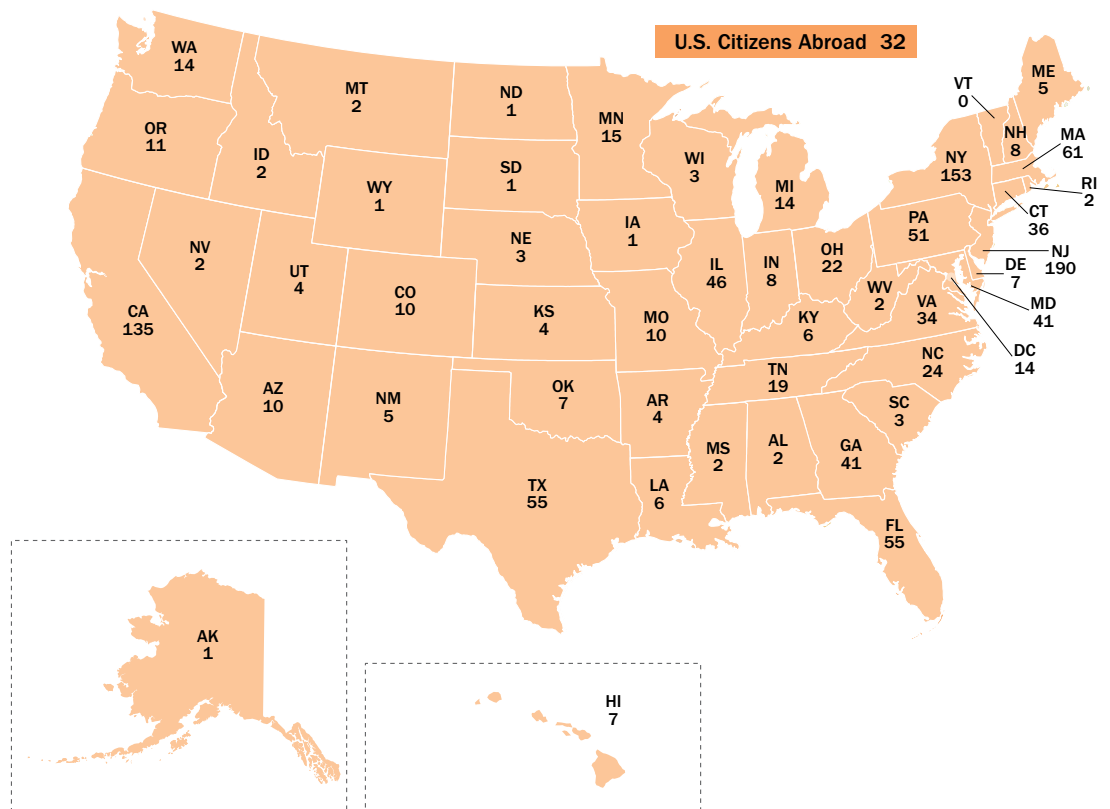 U.S. Citizens Abroad 32
WA
14
MT
2
ND
1
MN
15
ME
5
VT
0
NH
8
MA
61
OR
11
ID
2
WY
1
SD
1
WI
3
MI
14
NY
153
RI
2
CT
36
NV
2
UT
4
NE
3
IA
1
PA
51
NJ
190
DE
7
MD
41
DC
14
CA
135
CO
10
KS
4
MO
10
IL
46
IN
8
OH
22
WV
2
VA
34
KY
6
NC
24
TN
19
AZ
10
NM
5
OK
7
AR
4
SC
3
MS
2
AL
2
GA
41
TX
55
LA
6
FL
55
AK
1
HI
7